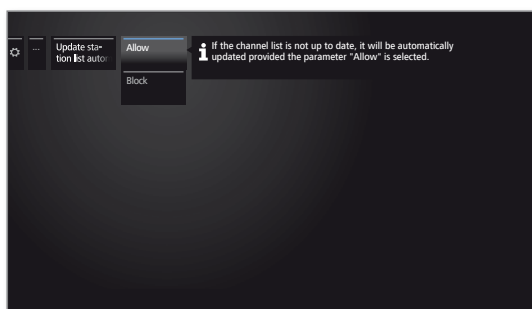 ...
Update sta-
tion list autor
Allow
Block
If the channel list is not up to date, it will be automatically
updated provided the parameter "Allow" is selected.